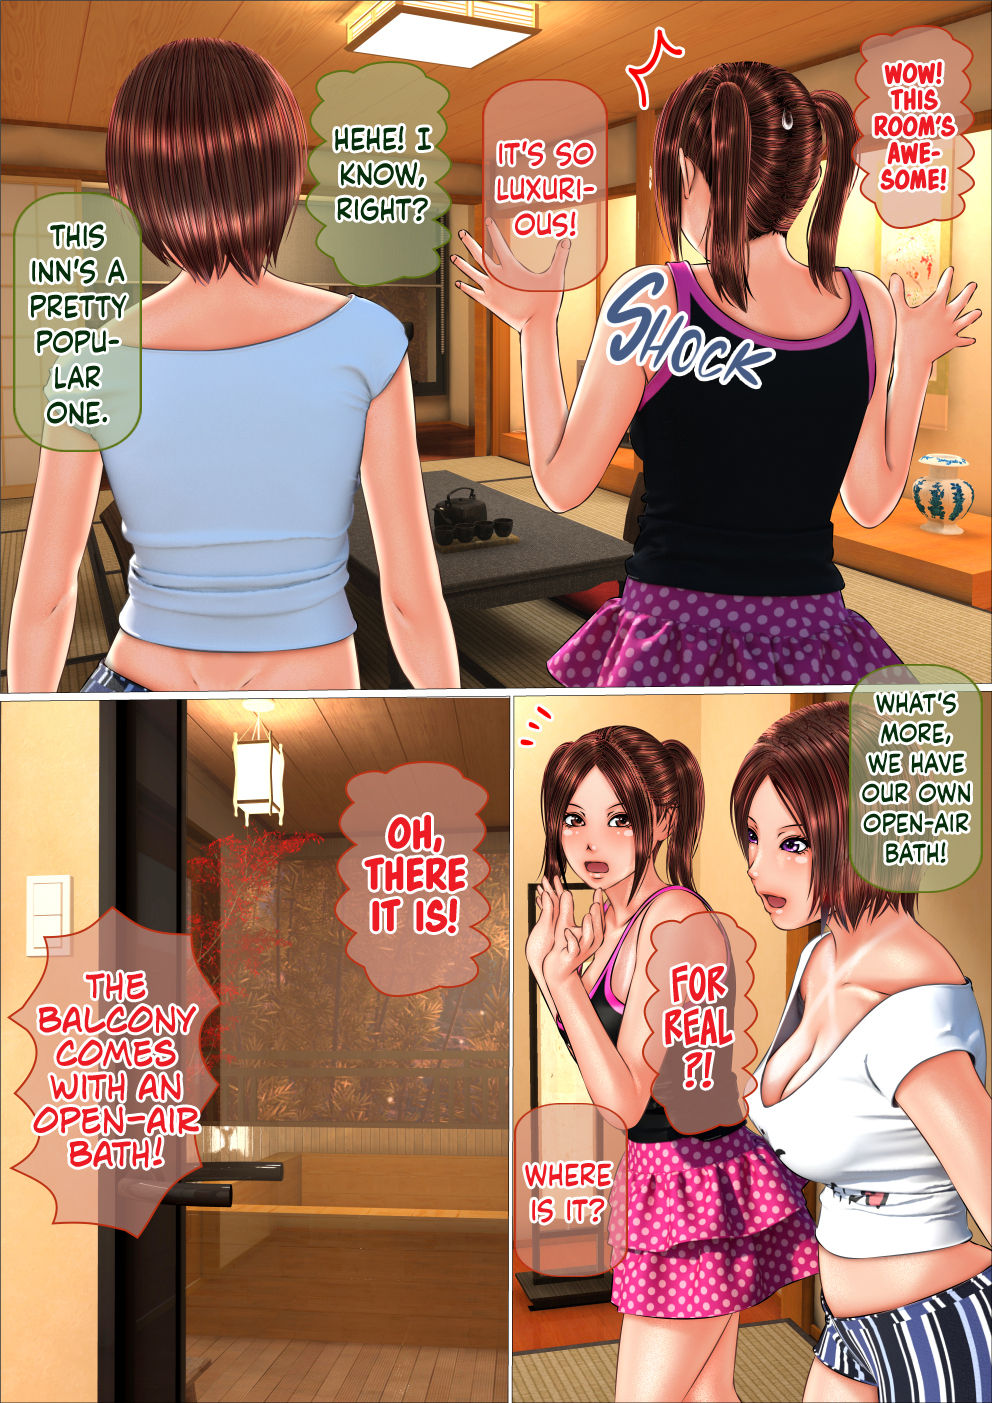 WOW!
THIS
ROOM'S
AWE-
SOME!
IT'S SO
LUXURI-
OUS!
SHOCK
HEHE! I
KNOW,
RIGHT?
THIS
INN'S A
PRETTY
POPU-
LAR
ONE.
WHAT'S
MORE,
WE HAVE
OUR OWN
OPEN-AIR
BATH!
FOR
REAL
?!
WHERE
IS IT?
OH,
THERE
IT IS!
THE
BALCONY
COMES
WITH AN
OPEN-AIR
BATH!